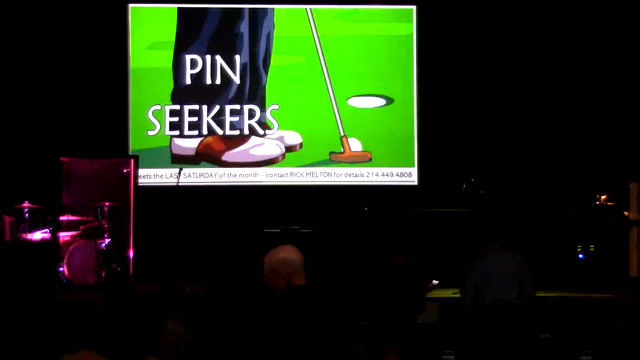 PIN
SEEKERS
eets the LAST SATURDAY of the month - contact RICK MELTON for details 214.449.4808